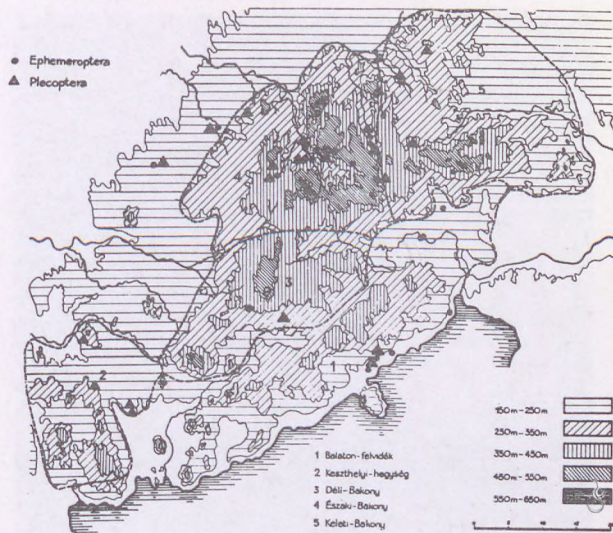 Ephemeroptera
Plecoptera
5
4
3
2
1
1 Balaton-felvidék
2 Keszthelyi-hegység
3 Déli-Bakony
4 Északi-Bakony
5 Keleti-Bakony
150m-250m
250m-350m
350m-450m
450m-550m
550m-650m